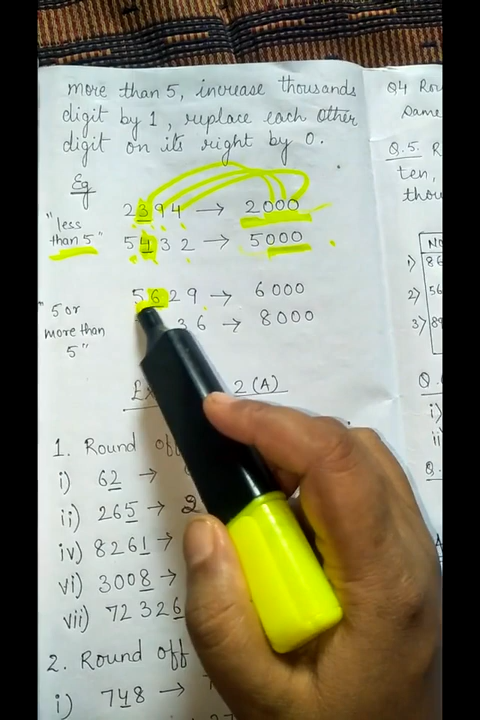 more than 5, increase thousands
digit by 1, replace each other
digit on its right by 0.
Eg
"less than 5"
2394 → 2000
5432 → 5000
"5 or more than 5"
5629 → 6000
36 → 8000
2(A)
1. Round off
i) 62 →
ii) 265 → 2
iv) 8261 →
vi) 3008 →
vii) 72326
2. Round off
i) 748 →
Q4
Same
Q.5.
ten,
thou
1) 8
2) 5
3) 8
Q.
i)
ii
Q.